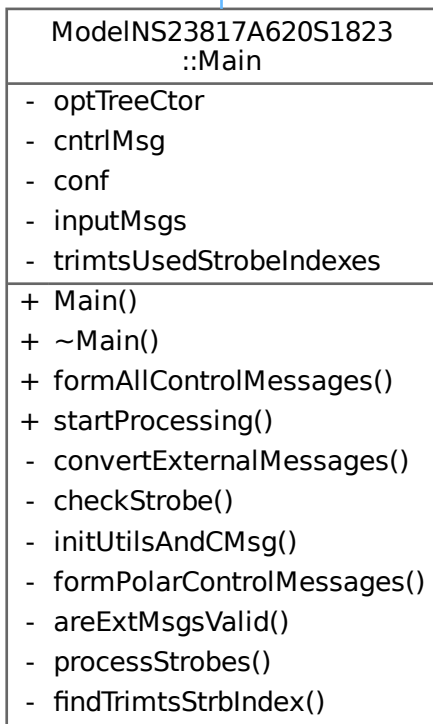 ModelNS23817A620S1823
::Main
- optTreeCtor
- cntrlMsg
- conf
- inputMsgs
- trimtsUsedStrobeIndexes
+ Main()
+ ~Main()
+ formAllControlMessages()
+ startProcessing()
- convertExternalMessages()
- checkStrobe()
- initUtilsAndCMsg()
- formPolarControlMessages()
- areExtMsgsValid()
- processStrobes()
- findTrimtsStrbIndex()